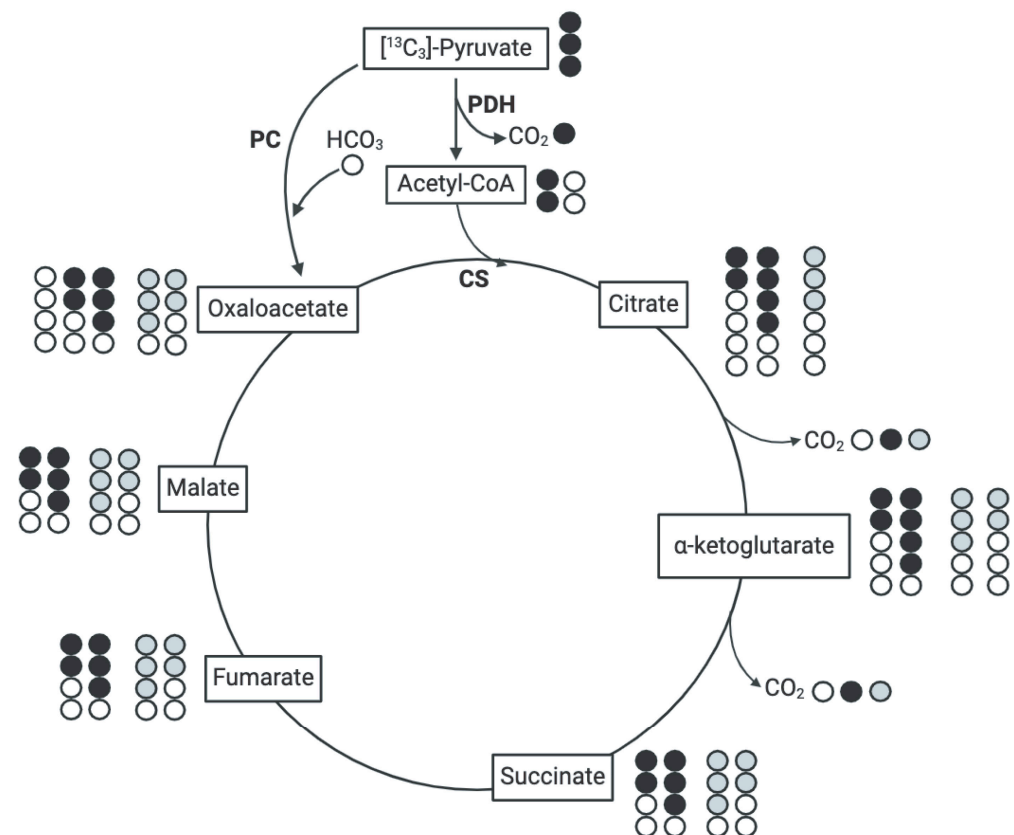 [¹³C₃]-Pyruvate
PDH
PC
HCO₃
CO₂
Acetyl-CoA
CS
Oxaloacetate
Citrate
CO₂
Malate
α-ketoglutarate
Fumarate
CO₂
Succinate